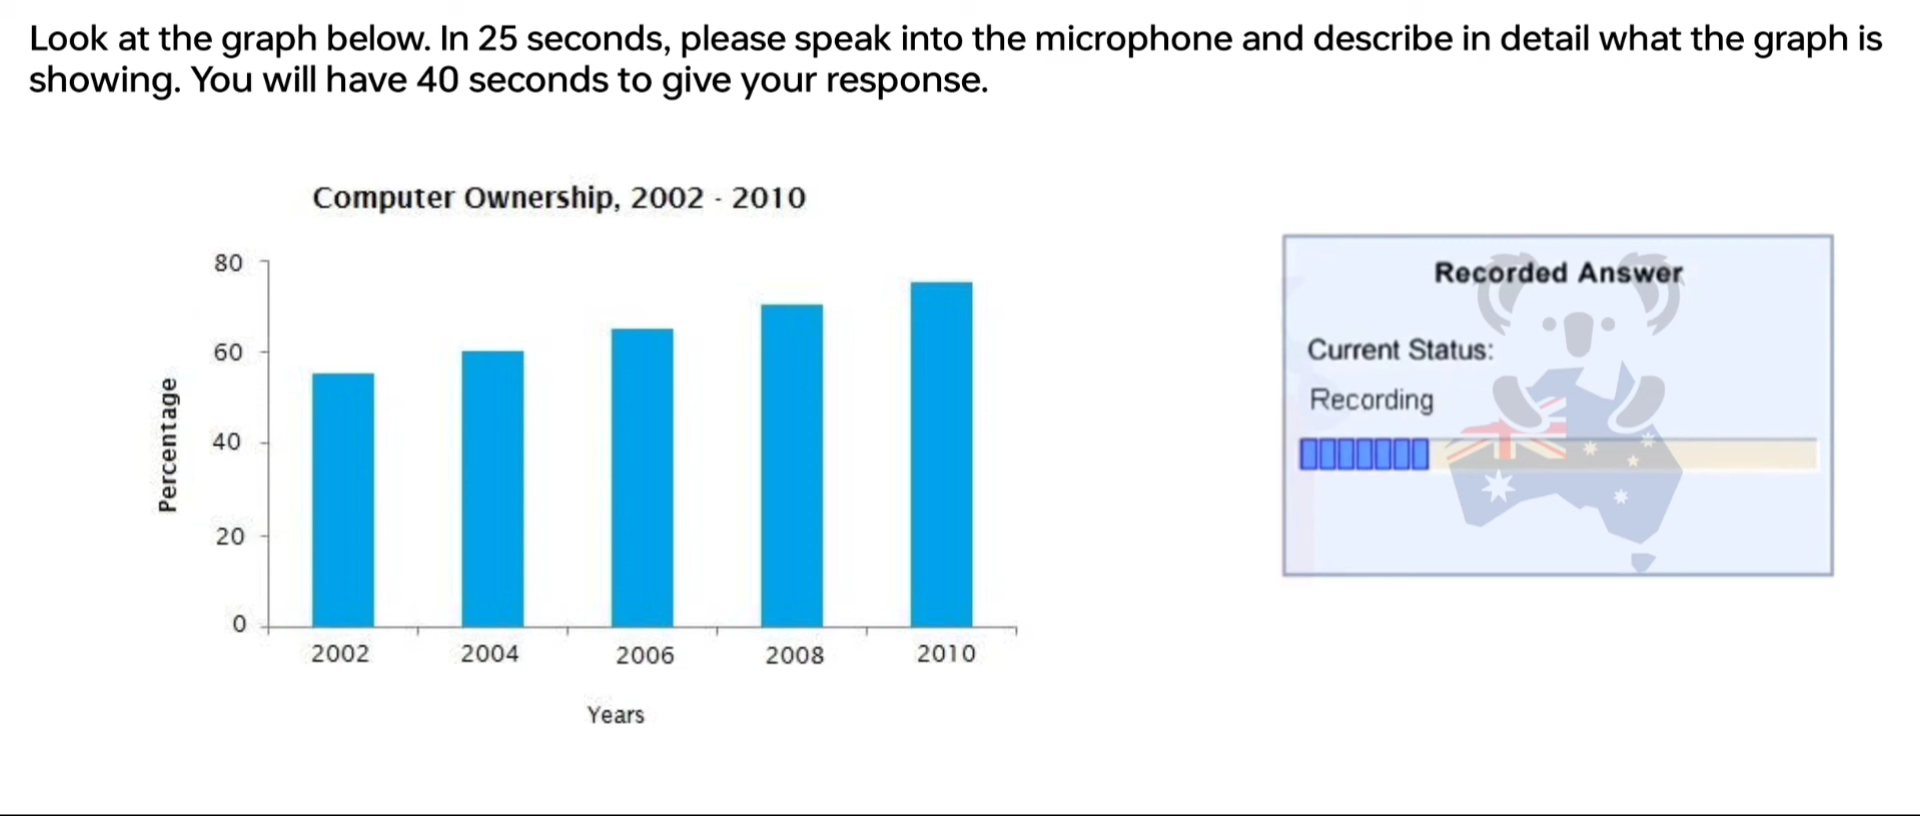 Look at the graph below. In 25 seconds, please speak into the microphone and describe in detail what the graph is
showing. You will have 40 seconds to give your response.
Computer Ownership, 2002 - 2010
80
60
40
20
0
Percentage
2002 2004 2006 2008 2010
Years
Recorded Answer
Current Status:
Recording